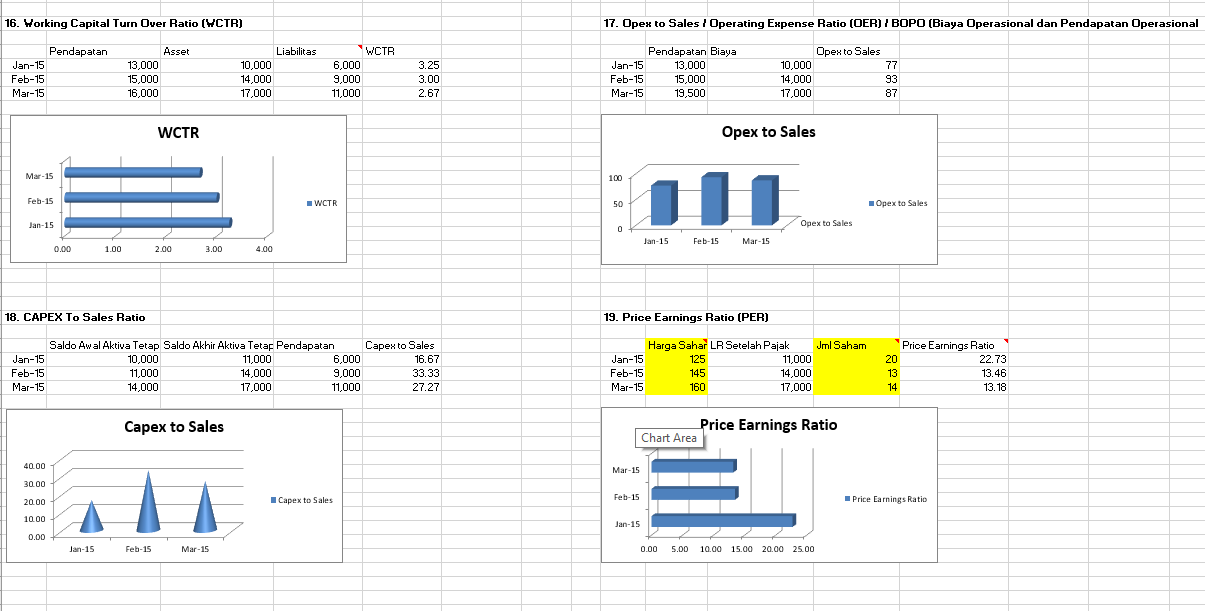 16. Working Capital Turn Over Ratio (WCTR)
Pendapatan Asset Liabilitas WCTR
Jan-15 13,000 10,000 6,000 3.25
Feb-15 15,000 14,000 9,000 3.00
Mar-15 16,000 17,000 11,000 2.67
WCTR
Mar-15
Feb-15
Jan-15
0.00 1.00 2.00 3.00 4.00
WCTR
17. Opex to Sales / Operating Expense Ratio (OER) / BOPO (Biaya Operasional dan Pendapatan Operasional
Pendapatan Biaya Opex to Sales
Jan-15 13,000 10,000 77
Feb-15 15,000 14,000 93
Mar-15 19,500 17,000 87
Opex to Sales
100
50
0
Jan-15 Feb-15 Mar-15
Opex to Sales
Opex to Sales
18. CAPEX To Sales Ratio
Saldo Awal Aktiva Tetap Saldo Akhir Aktiva Tetap Pendapatan Capex to Sales
Jan-15 10,000 11,000 6,000 16.67
Feb-15 11,000 14,000 9,000 33.33
Mar-15 14,000 17,000 11,000 27.27
Capex to Sales
40.00
30.00
20.00
10.00
0.00
Jan-15 Feb-15 Mar-15
Capex to Sales
19. Price Earnings Ratio (PER)
Harga Sahar LR Setelah Pajak Jml Saham Price Earnings Ratio
Jan-15 125 11,000 20 22.73
Feb-15 145 14,000 13 13.46
Mar-15 160 17,000 14 13.18
Price Earnings Ratio
Chart Area
Mar-15
Feb-15
Jan-15
0.00 5.00 10.00 15.00 20.00 25.00
Price Earnings Ratio